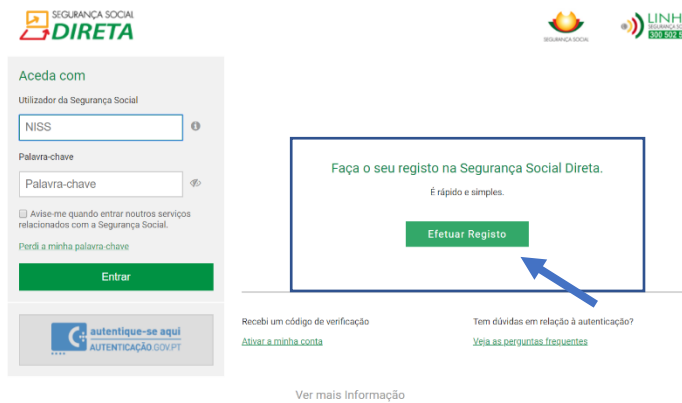 SEGURANÇA SOCIAL
DIRETA
SEGURANÇA SOCIAL
LINH
300 502 5
Aceda com
Utilizador da Segurança Social
NISS
Palavra-chave
Palavra-chave
Avise-me quando entrar noutros serviços
relacionados com a Segurança Social.
Perdi a minha palavra-chave
Entrar
autentique-se aqui
AUTENTICAÇÃO.GOV.PT
Faça o seu registo na Segurança Social Direta.
É rápido e simples.
Efetuar Registo
Recebi um código de verificação
Ativar a minha conta
Tem dúvidas em relação à autenticação?
Veja as perguntas frequentes
Ver mais Informação